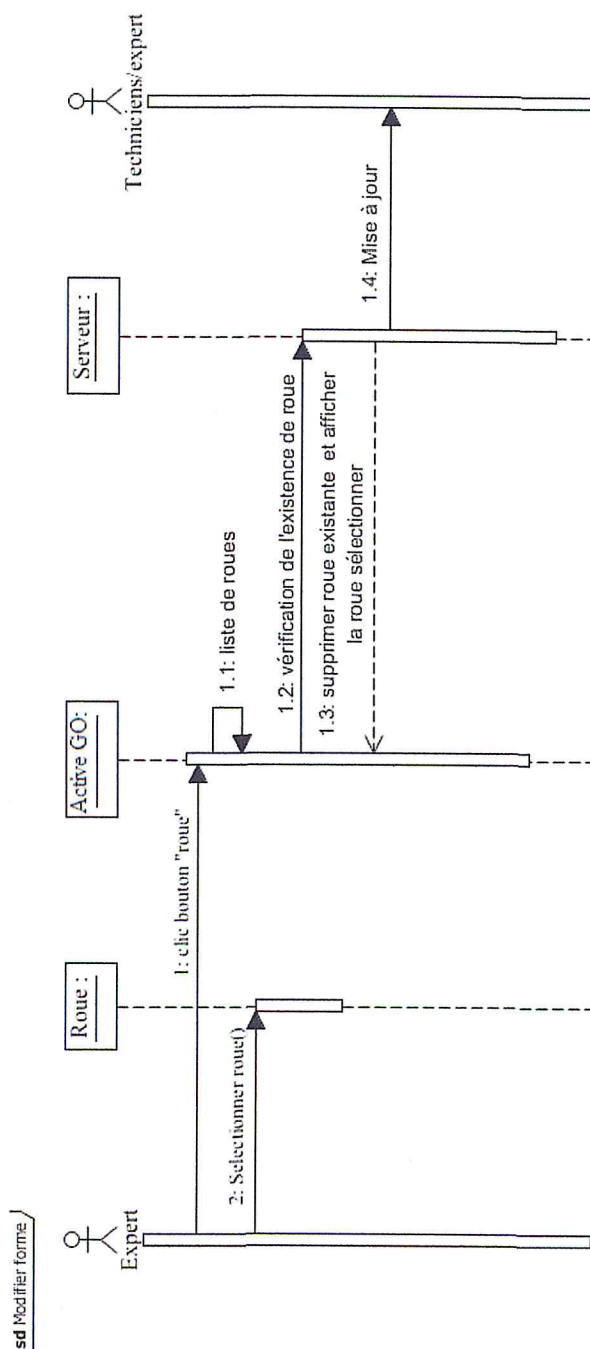 sd Modifier forme
Expert
Roue :
Active GO:
Serveur :
Techniciens/expert
1: clic bouton "roue"
1.1: liste de roues
2: Selectionner roue()
1.2: vérification de l'existence de roue
1.3: supprimer roue existante et afficher
la roue sélectionner
1.4: Mise à jour